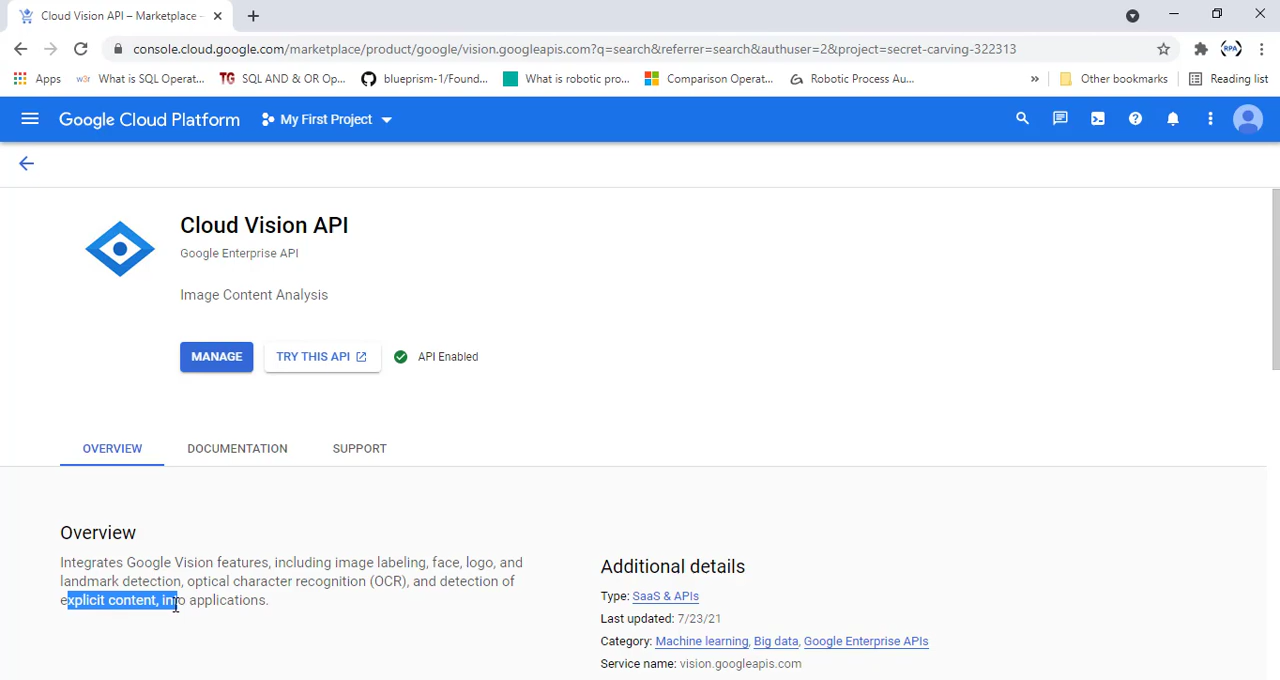 Cloud Vision API – Marketplace –
console.cloud.google.com/marketplace/product/google/vision.googleapis.com?q=search&referrer=search&authuser=2&project=secret-carving-322313
RPA
Apps
w3r
What is SQL Operat...
TG
SQL AND & OR Op...
blueprism-1/Found...
What is robotic pro...
Comparison Operat...
Robotic Process Au...
»
Other bookmarks
Reading list
Google Cloud Platform
My First Project
Cloud Vision API
Google Enterprise API
Image Content Analysis
MANAGE
TRY THIS API
API Enabled
OVERVIEW
DOCUMENTATION
SUPPORT
Overview
Integrates Google Vision features, including image labeling, face, logo, and
landmark detection, optical character recognition (OCR), and detection of
explicit content, into applications.
Additional details
Type: SaaS & APIs
Last updated: 7/23/21
Category: Machine learning, Big data, Google Enterprise APIs
Service name: vision.googleapis.com